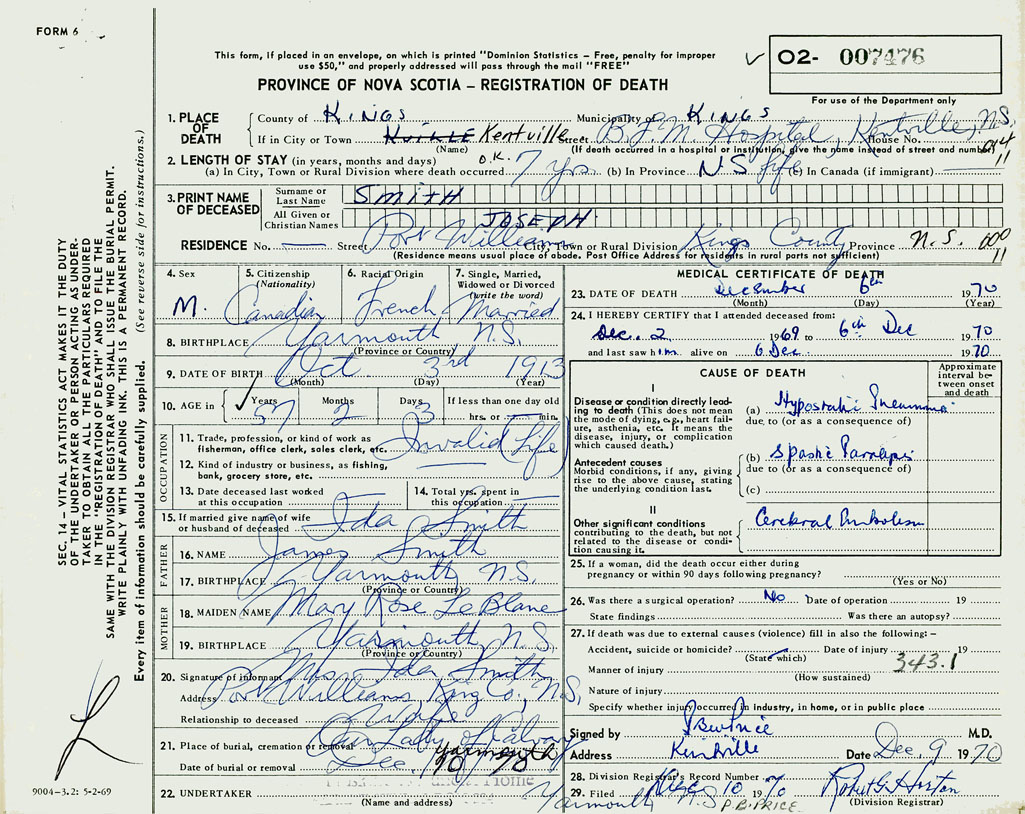 FORM 6
This form, if placed in an envelope, on which is printed "Dominion Statistics – Free, penalty for improper
use $50," and properly addressed will pass through the mail "FREE"
PROVINCE OF NOVA SCOTIA – REGISTRATION OF DEATH
✓ 02- 007476
For use of the Department only
1. PLACE OF DEATH
County of KINGS Municipality of KINGS
If in City or Town Kentville Street B.F.M. Hospital, Kentville, N.S. House No.
(Name) (If death occurred in a hospital or institution, give the name instead of street and number)
2. LENGTH OF STAY (in years, months and days) O.K.
(a) In City, Town or Rural Division where death occurred 7 yrs. (b) In Province NS life (c) In Canada (if immigrant)
11
3. PRINT NAME OF DECEASED
Surname or Last Name SMITH
All Given or Christian Names JOSEPH
RESIDENCE No. Street Port Williams City, Town or Rural Division Kings County Province N.S. 600
(Residence means usual place of abode. Post Office Address for residents in rural parts not sufficient) 11
4. Sex
M.
5. Citizenship
(Nationality)
Canadian
6. Racial Origin
French
7. Single, Married, Widowed or Divorced
(write the word)
Married
8. BIRTHPLACE Yarmouth N.S.
(Province or Country)
9. DATE OF BIRTH Oct 3rd 1913
(Month) (Day) (Year)
10. AGE in ✓ Years Months Days If less than one day old
57 2 3 hrs. or min.
OCCUPATION
11. Trade, profession, or kind of work as
fisherman, office clerk, sales clerk, etc. Invalid (Life)
12. Kind of industry or business, as fishing,
bank, grocery store, etc.
13. Date deceased last worked
at this occupation
14. Total yrs. spent in
this occupation
15. If married give name of wife
or husband of deceased Ida Smith
FATHER
16. NAME James Smith
17. BIRTHPLACE Yarmouth N.S.
(Province or Country)
MOTHER
18. MAIDEN NAME Mary Rose LeBlanc
19. BIRTHPLACE Yarmouth, N.S.
(Province or Country)
20. Signature of informant Mrs Ida Smith
Address Port Williams, King Co., N.S.
Relationship to deceased Wife
21. Place of burial, cremation or removal Our Lady of Calvary Yarmouth
Date of burial or removal Dec. 10/70
22. UNDERTAKER Home
(Name and address) Yarmouth N.S
MEDICAL CERTIFICATE OF DEATH
23. DATE OF DEATH December 6th 1970
(Month) (Day) (Year)
24. I HEREBY CERTIFY that I attended deceased from:
Dec. 2 1969 to 6th Dec 1970
and last saw him alive on 6 Dec. 1970
CAUSE OF DEATH
Approximate interval between onset and death
I
Disease or condition directly lead-
ing to death (This does not mean
the mode of dying, e.g., heart fail-
ure, asthenia, etc. It means the
disease, injury, or complication
which caused death.)
(a) Hypostatic Pneumonia
due to (or as a consequence of)
Antecedent causes
Morbid conditions, if any, giving
rise to the above cause, stating
the underlying condition last.
(b) Spastic Paralysis
due to (or as a consequence of)
(c)
II
Other significant conditions
contributing to the death, but not
related to the disease or condi-
tion causing it.
Cerebral Embolism
25. If a woman, did the death occur either during
pregnancy or within 90 days following pregnancy?
(Yes or No)
26. Was there a surgical operation? No Date of operation 19
State findings Was there an autopsy?
27. If death was due to external causes (violence) fill in also the following: –
Accident, suicide or homicide? Date of injury 19
(State which) 343.1
Manner of injury
(How sustained)
Nature of injury
Specify whether injury occurred in industry, in home, or in public place
Signed by M.D.
Address Kentville Date Dec. 9 1970
28. Division Registrar's Record Number
29. Filed Dec 10 1970 Robert G Horton
P.B. PRICE (Division Registrar)
SEC. 14 – VITAL STATISTICS ACT MAKES IT THE DUTY
OF THE UNDERTAKER OR PERSON ACTING AS UNDER-
TAKER TO OBTAIN ALL THE PARTICULARS REQUIRED
IN THE "REGISTRATION OF DEATH" AND TO FILE THE
SAME WITH THE DIVISION REGISTRAR WHO SHALL ISSUE THE BURIAL PERMIT.
WRITE PLAINLY WITH UNFADING INK. THIS IS A PERMANENT RECORD.
Every item of information should be carefully supplied. (See reverse side for instructions.)
9004-3.2: 5-2-69